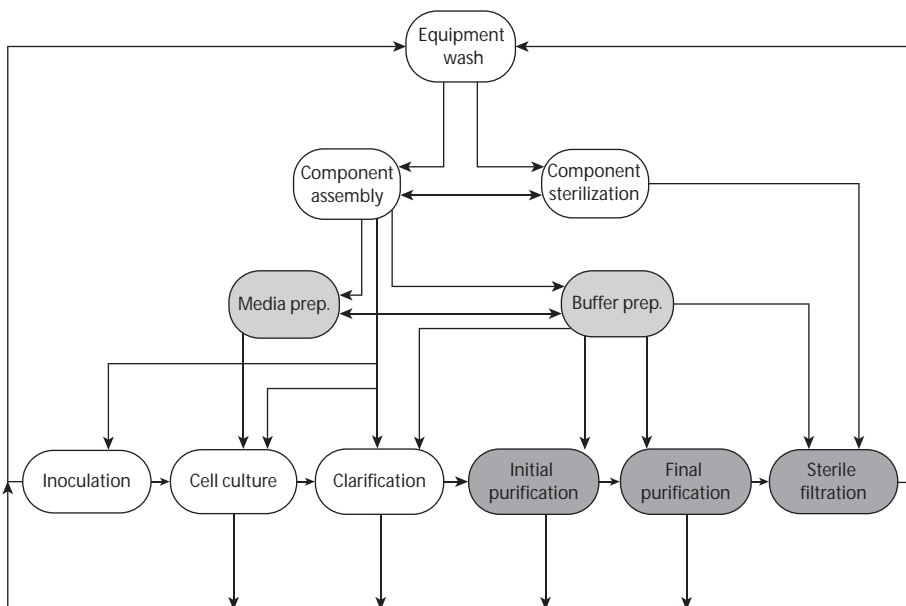 Equipment
wash
Component
assembly
Component
sterilization
Media prep.
Buffer prep.
Inoculation
Cell culture
Clarification
Initial
purification
Final
purification
Sterile
filtration